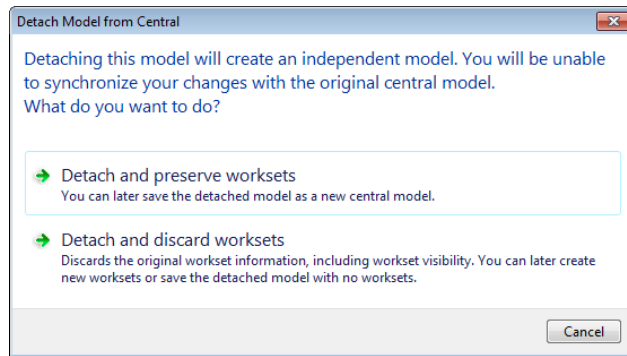 Detach Model from Central
Detaching this model will create an independent model. You will be unable
to synchronize your changes with the original central model.
What do you want to do?
Detach and preserve worksets
You can later save the detached model as a new central model.
Detach and discard worksets
Discards the original workset information, including workset visibility. You can later create
new worksets or save the detached model with no worksets.
Cancel